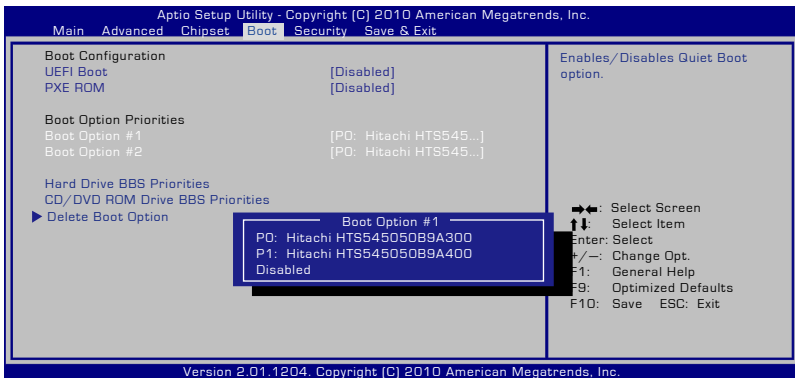 Aptio Setup Utility - Copyright (C) 2010 American Megatrends, Inc.
Main Advanced Chipset Boot Security Save & Exit
Boot Configuration
UEFI Boot [Disabled]
PXE ROM [Disabled]
Boot Option Priorities
Boot Option #1 [P0: Hitachi HTS545...]
Boot Option #2 [P0: Hitachi HTS545...]
Hard Drive BBS Priorities
CD/DVD ROM Drive BBS Priorities
Delete Boot Option
Boot Option #1
P0: Hitachi HTS545050B9A300
P1: Hitachi HTS545050B9A400
Disabled
Enables/Disables Quiet Boot
option.
→←: Select Screen
↑↓: Select Item
Enter: Select
+/—: Change Opt.
F1: General Help
F9: Optimized Defaults
F10: Save ESC: Exit
Version 2.01.1204. Copyright (C) 2010 American Megatrends, Inc.